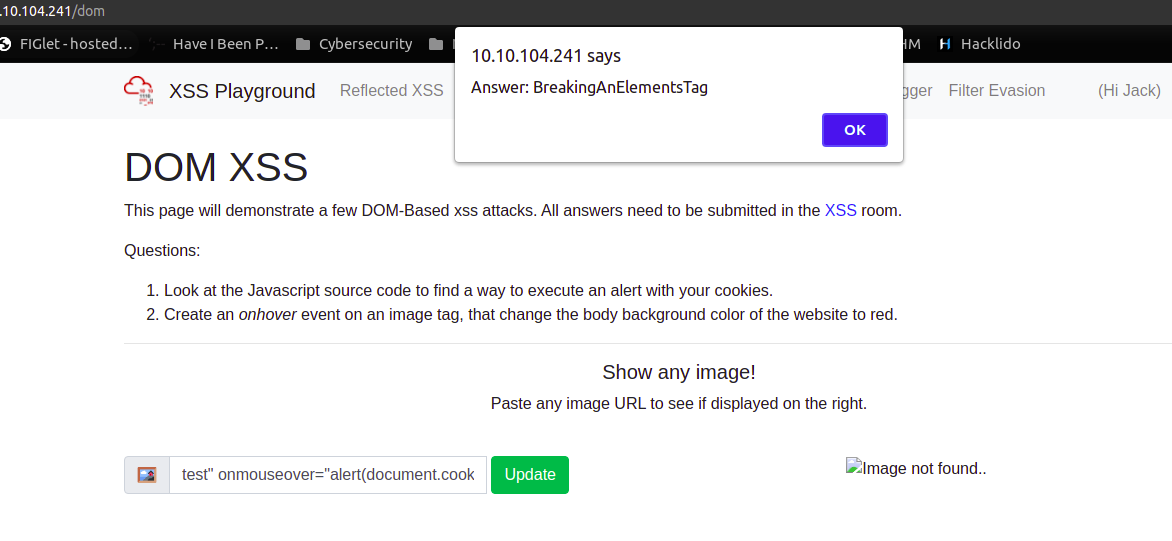 .10.104.241/dom
FIGlet - hosted... Have I Been P... Cybersecurity HM Hacklido
10.10.104.241 says
Answer: BreakingAnElementsTag
OK
XSS Playground Reflected XSS gger Filter Evasion (Hi Jack)
DOM XSS
This page will demonstrate a few DOM-Based xss attacks. All answers need to be submitted in the XSS room.
Questions:
1. Look at the Javascript source code to find a way to execute an alert with your cookies.
2. Create an onhover event on an image tag, that change the body background color of the website to red.
Show any image!
Paste any image URL to see if displayed on the right.
test" onmouseover="alert(document.cook Update Image not found..